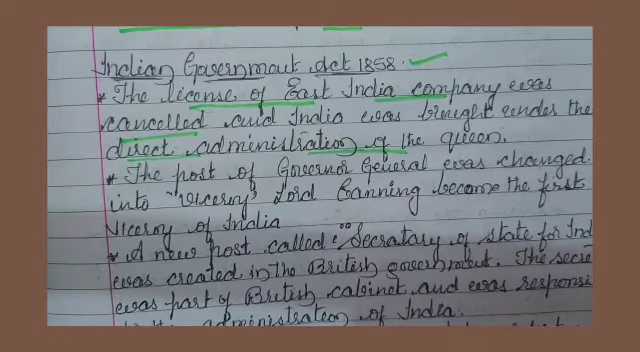 Indian Government Act 1858.
* The license of East India company was
cancelled and India was brought under the
direct administration of the queen.
* The post of Governor General was changed
into "Viceroy" Lord Canning become the first
Viceroy of India
* A new post called "Secratary of state for Ind
was created in the British government. The secre
was part of British cabinet and was responsi
administration of India.